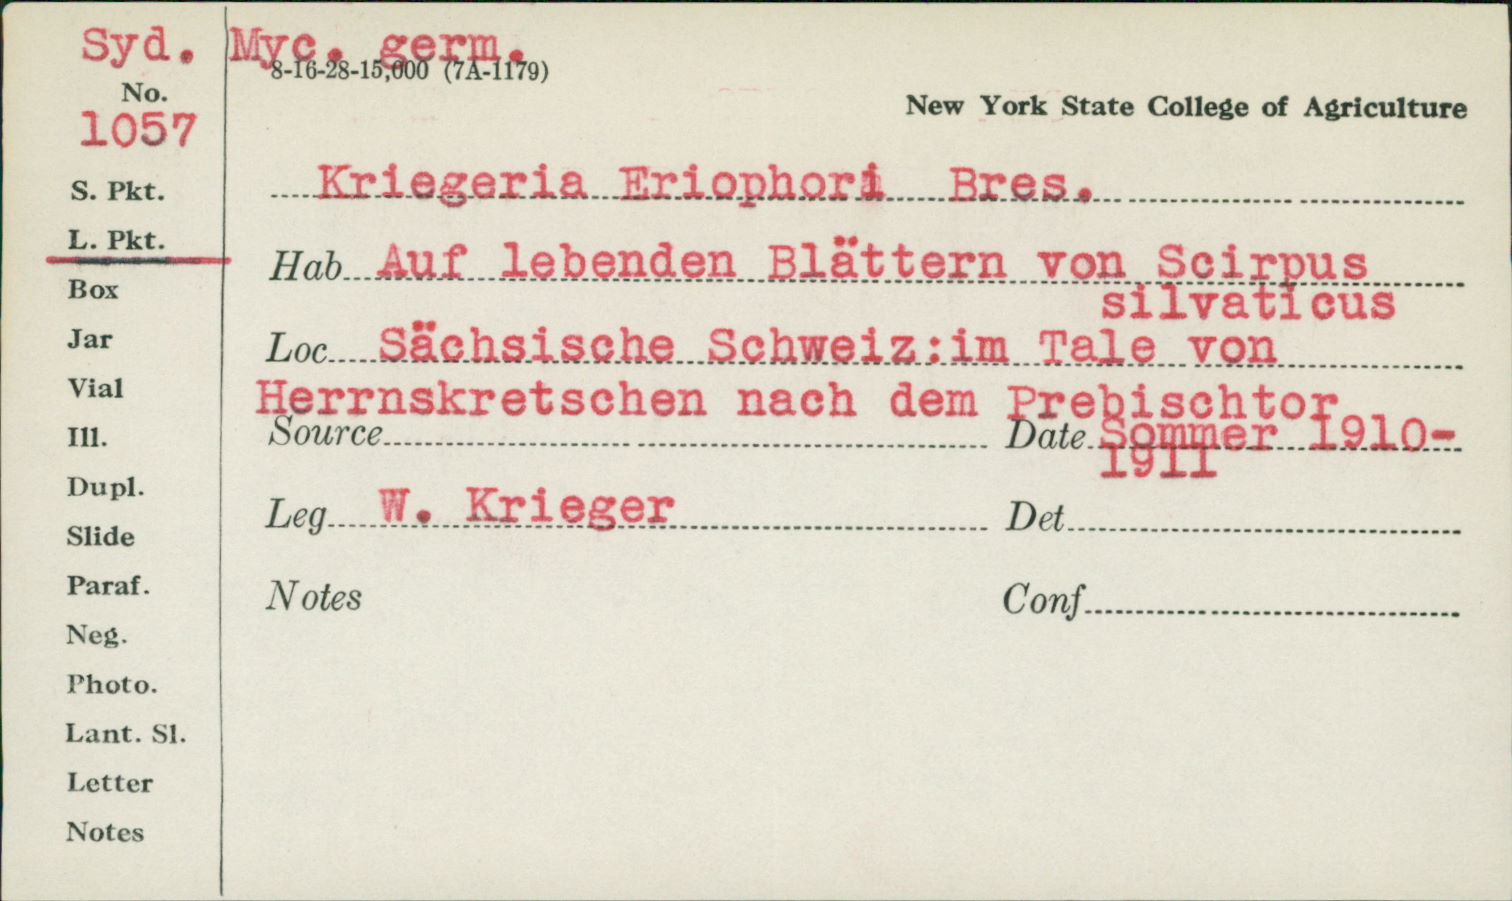 Syd. Myc. germ.
8-16-28-15,000 (7A-1179)
No.
1057
New York State College of Agriculture
Kriegeria Eriophori Bres.
S. Pkt.
L. Pkt.
Hab Auf lebenden Blättern von Scirpus
silvaticus
Box
Jar
Loc Sächsische Schweiz:im Tale von
Vial
Herrnskretschen nach dem Prebischtor
Ill.
Source Date Sommer 1910-
1911
Dupl.
Leg W. Krieger Det
Slide
Paraf.
Notes Conf
Neg.
Photo.
Lant. Sl.
Letter
Notes